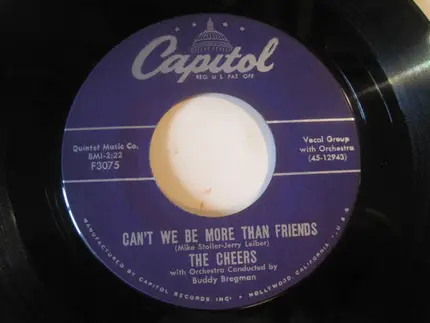 Capitol
REG. U.S. PAT. OFF.
Quintet Music Co.
BMI-2:22
F3075
Vocal Group
with Orchestra
(45-12943)
CAN'T WE BE MORE THAN FRIENDS
(Mike Stoller-Jerry Leiber)
THE CHEERS
with Orchestra Conducted by
Buddy Bregman
MANUFACTURED BY CAPITOL RECORDS, INC. • HOLLYWOOD, CALIFORNIA, U.S.A.